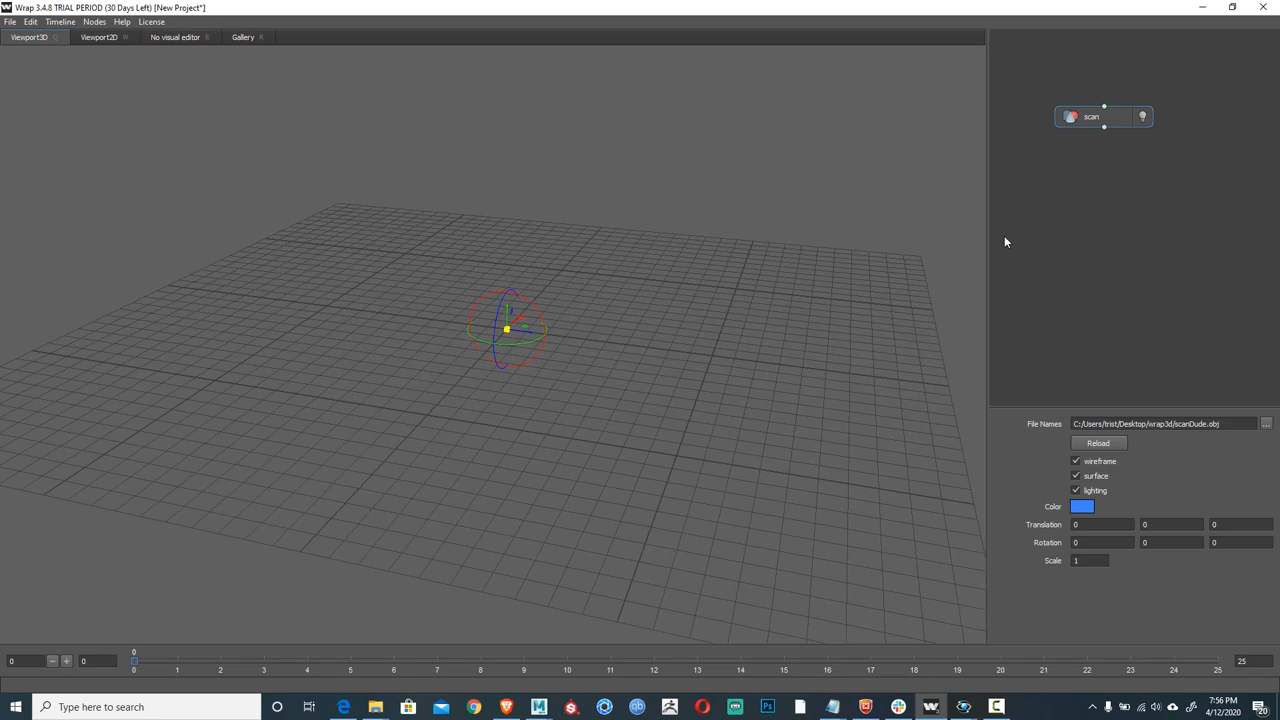 Wrap 3.4.8 TRIAL PERIOD (30 Days Left) [New Project*]
File Edit Timeline Nodes Help License
Viewport3D Q Viewport2D W No visual editor E Gallery R
scan
File Names C:/Users/trist/Desktop/wrap3d/scanDude.obj ...
Reload
wireframe
surface
lighting
Color
Translation 0 0 0
Rotation 0 0 0
Scale 1
0
0 0 25
0 1 2 3 4 5 6 7 8 9 10 11 12 13 14 15 16 17 18 19 20 21 22 23 24 25
Type here to search
7:56 PM
4/12/2020